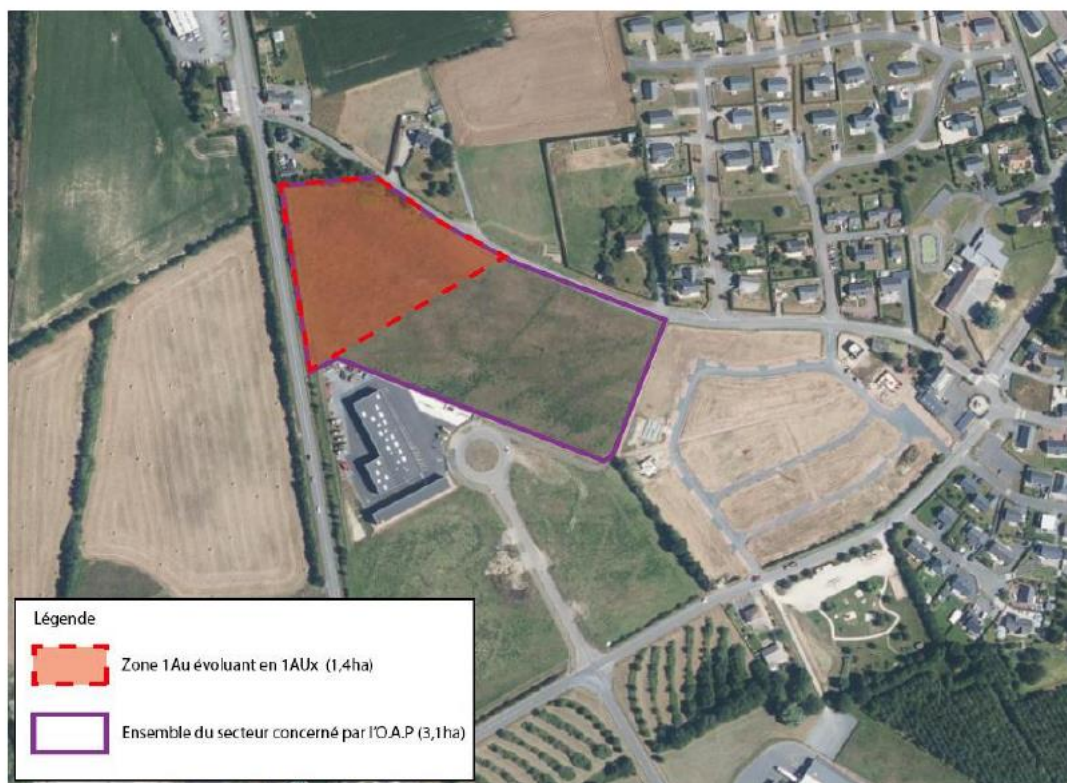 Légende
Zone 1Au évoluant en 1AUx (1,4ha)
Ensemble du secteur concerné par l'O.A.P (3,1ha)